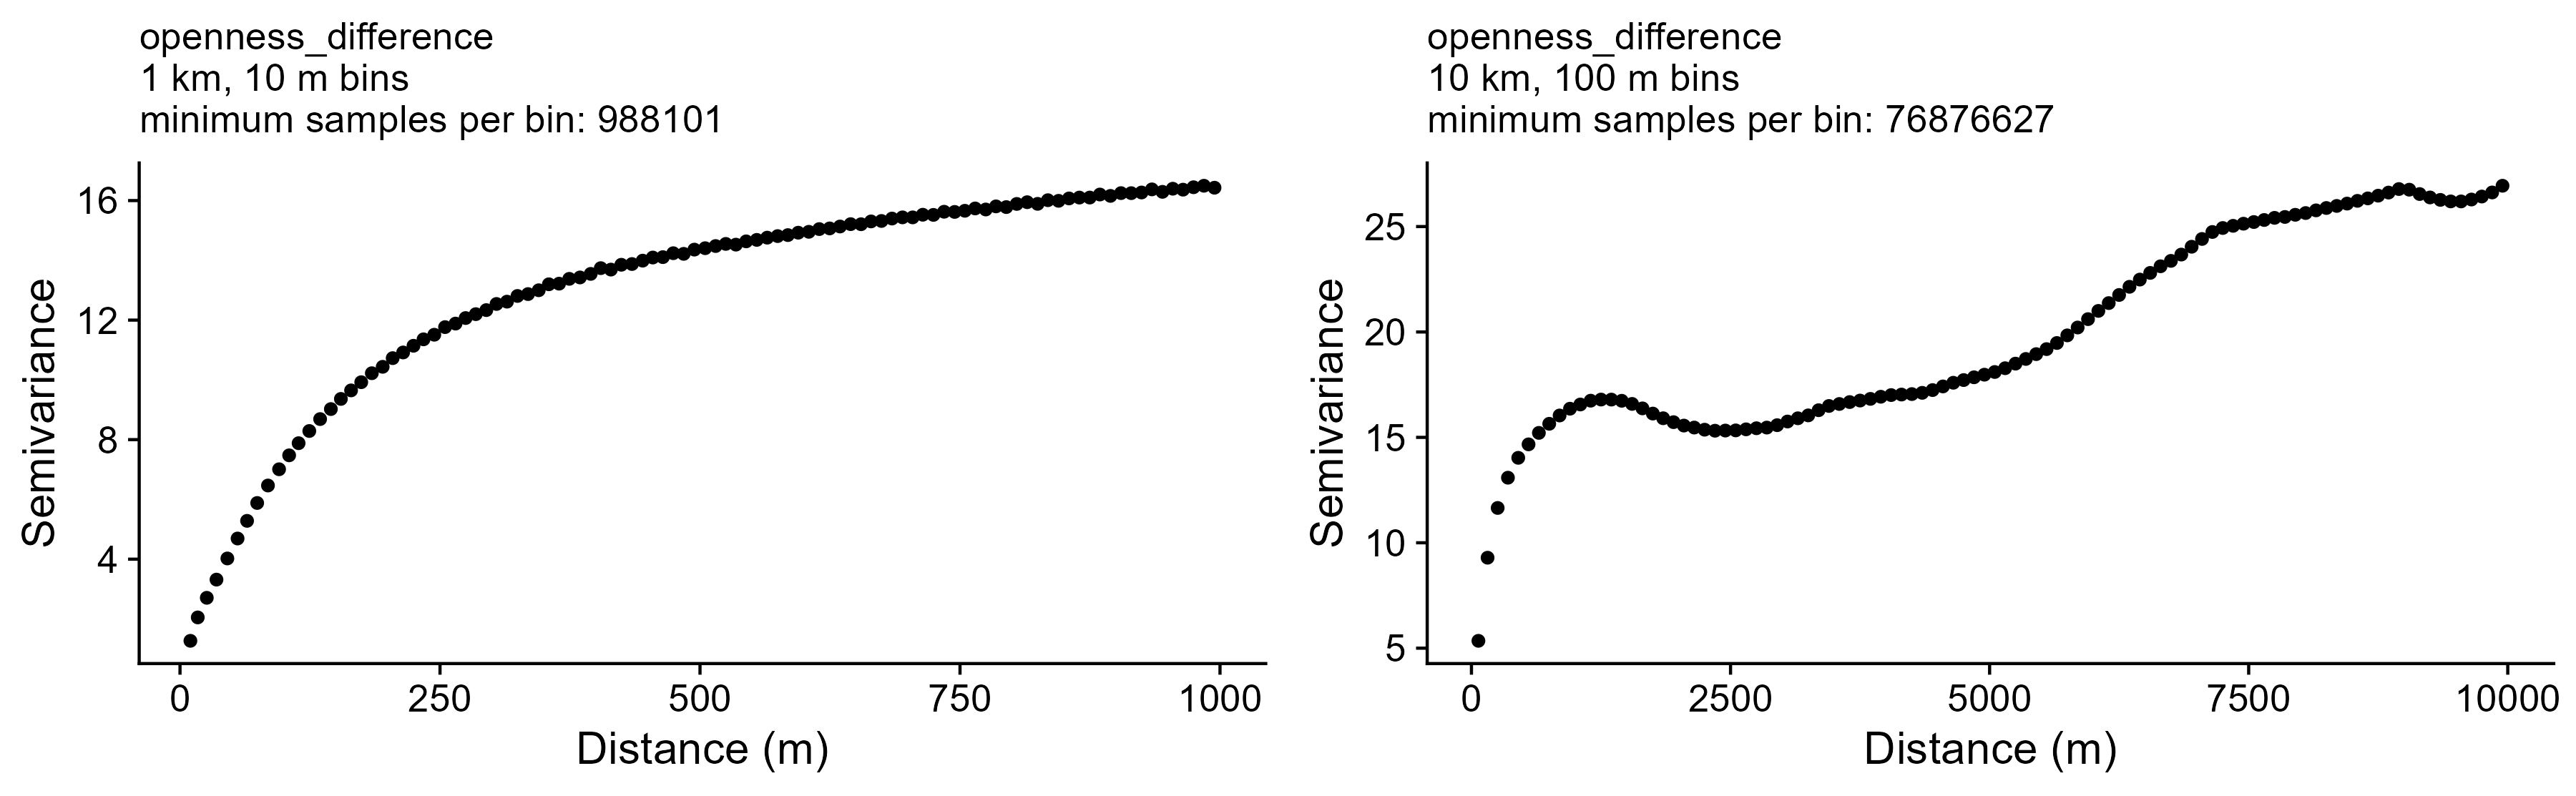 openness_difference
1 km, 10 m bins
minimum samples per bin: 988101
Semivariance
16
12
8
4
0 250 500 750 1000
Distance (m)
openness_difference
10 km, 100 m bins
minimum samples per bin: 76876627
Semivariance
25
20
15
10
5
0 2500 5000 7500 10000
Distance (m)